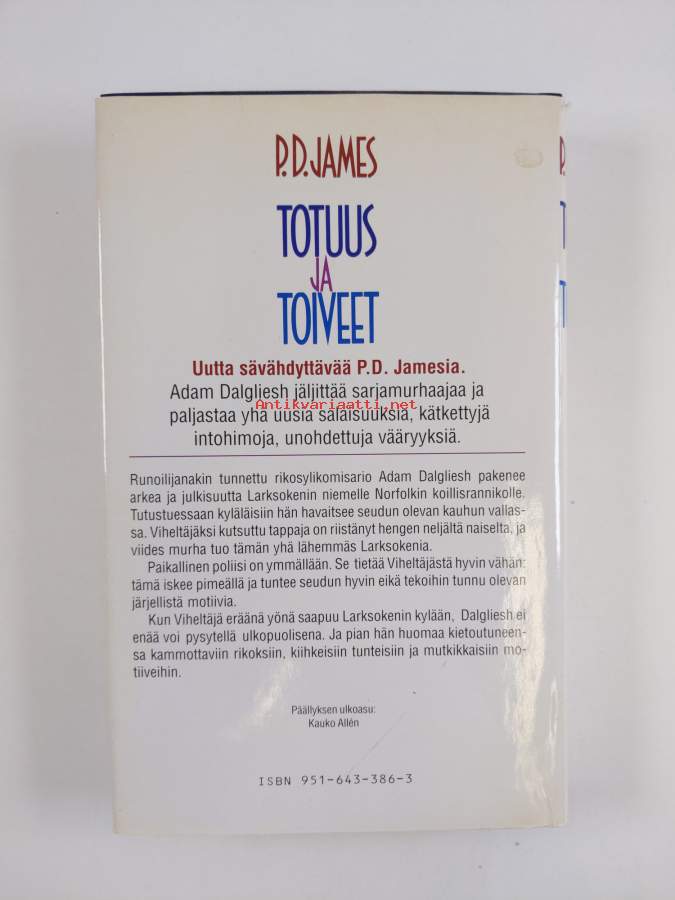 P.D.JAMES
TOTUUS
JA
TOIVEET
Uutta sävähdyttävää P.D. Jamesia.
Adam Dalgliesh jäljittää sarjamurhaajaa ja
Antikvariaatti.net
paljastaa yhä uusia salaisuuksia, kätkettyjä
intohimoja, unohdettuja vääryyksiä.
Runoilijanakin tunnettu rikosylikomisario Adam Dalgliesh pakenee
arkea ja julkisuutta Larksokenin niemelle Norfolkin koillisrannikolle.
Tutustuessaan kyläläisiin hän havaitsee seudun olevan kauhun vallas-
sa. Viheltäjäksi kutsuttu tappaja on riistänyt hengen neljältä naiselta, ja
viides murha tuo tämän yhä lähemmäs Larksokenia.
Paikallinen poliisi on ymmällään. Se tietää Viheltäjästä hyvin vähän:
tämä iskee pimeällä ja tuntee seudun hyvin eikä tekoihin tunnu olevan
järjellistä motiivia.
Kun Viheltäjä eräänä yönä saapuu Larksokenin kylään, Dalgliesh ei
enää voi pysytellä ulkopuolisena. Ja pian hän huomaa kietoutuneen-
sa kammottaviin rikoksiin, kiihkeisiin tunteisiin ja mutkikkaisiin mo-
tiiveihin.
Päällyksen ulkoasu:
Kauko Allén
ISBN 951-643-386-3
P.
T
T